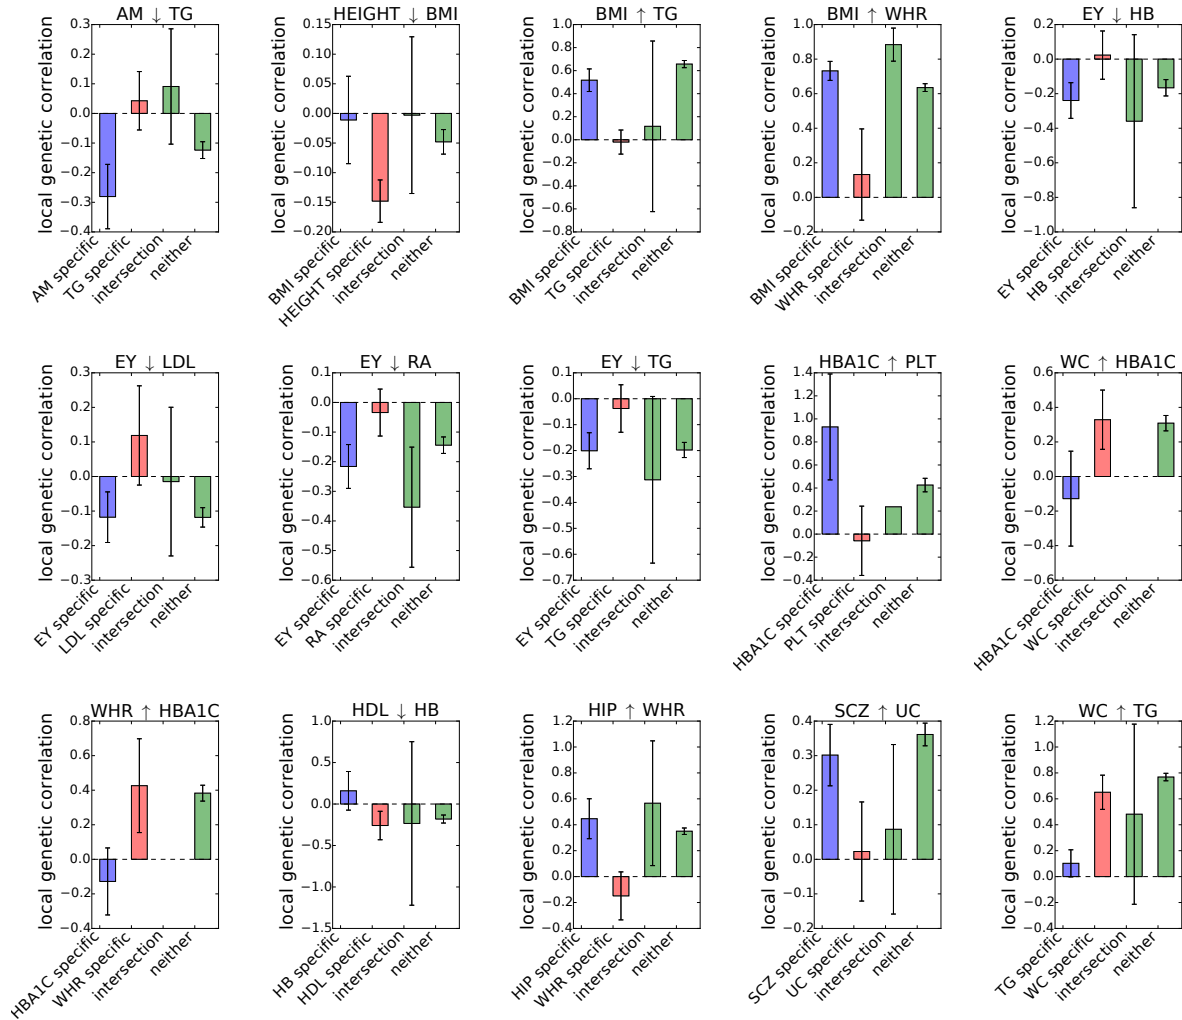 AM ↓ TG
local genetic correlation
0.3
0.2
0.1
0.0
−0.1
−0.2
−0.3
−0.4
AM specific
TG specific
intersection
neither
HEIGHT ↓ BMI
local genetic correlation
0.15
0.10
0.05
0.00
−0.05
−0.10
−0.15
−0.20
BMI specific
HEIGHT specific
intersection
neither
BMI ↑ TG
local genetic correlation
1.0
0.8
0.6
0.4
0.2
0.0
−0.2
−0.4
−0.6
−0.8
BMI specific
TG specific
intersection
neither
BMI ↑ WHR
local genetic correlation
1.0
0.8
0.6
0.4
0.2
0.0
−0.2
BMI specific
WHR specific
intersection
neither
EY ↓ HB
local genetic correlation
0.2
0.0
−0.2
−0.4
−0.6
−0.8
−1.0
EY specific
HB specific
intersection
neither
EY ↓ LDL
local genetic correlation
0.3
0.2
0.1
0.0
−0.1
−0.2
−0.3
EY specific
LDL specific
intersection
neither
EY ↓ RA
local genetic correlation
0.1
0.0
−0.1
−0.2
−0.3
−0.4
−0.5
−0.6
EY specific
RA specific
intersection
neither
EY ↓ TG
local genetic correlation
0.1
0.0
−0.1
−0.2
−0.3
−0.4
−0.5
−0.6
−0.7
EY specific
TG specific
intersection
neither
HBA1C ↑ PLT
local genetic correlation
1.4
1.2
1.0
0.8
0.6
0.4
0.2
0.0
−0.2
−0.4
HBA1C specific
PLT specific
intersection
neither
WC ↑ HBA1C
local genetic correlation
0.6
0.4
0.2
0.0
−0.2
−0.4
−0.6
HBA1C specific
WC specific
intersection
neither
WHR ↑ HBA1C
local genetic correlation
0.8
0.6
0.4
0.2
0.0
−0.2
−0.4
HBA1C specific
WHR specific
intersection
neither
HDL ↓ HB
local genetic correlation
1.0
0.5
0.0
−0.5
−1.0
−1.5
HB specific
HDL specific
intersection
neither
HIP ↑ WHR
local genetic correlation
1.2
1.0
0.8
0.6
0.4
0.2
0.0
−0.2
−0.4
HIP specific
WHR specific
intersection
neither
SCZ ↑ UC
local genetic correlation
0.4
0.3
0.2
0.1
0.0
−0.1
−0.2
SCZ specific
UC specific
intersection
neither
WC ↑ TG
local genetic correlation
1.2
1.0
0.8
0.6
0.4
0.2
0.0
−0.2
−0.4
TG specific
WC specific
intersection
neither